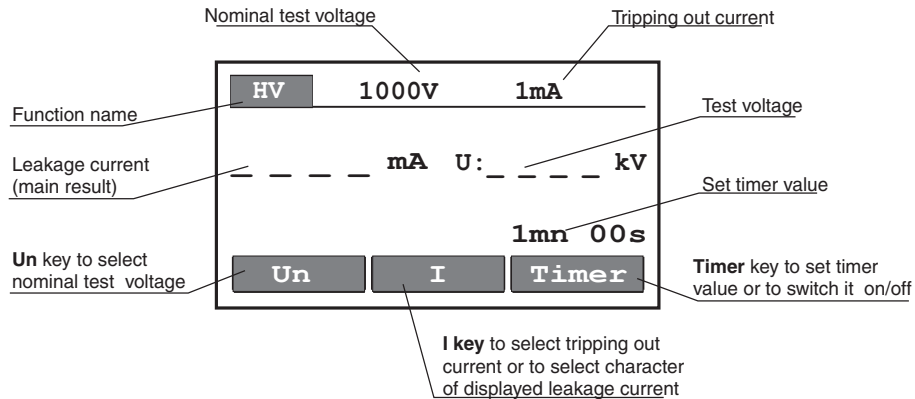 Nominal test voltage
Tripping out current
HV 1000V 1mA
Function name
Test voltage
Leakage current
(main result)
_ _ _ _ mA U:_ _ _ _ kV
Set timer value
1mn 00s
Un key to select
nominal test voltage
Un I Timer
Timer key to set timer
value or to switch it on/off
I key to select tripping out
current or to select character
of displayed leakage current